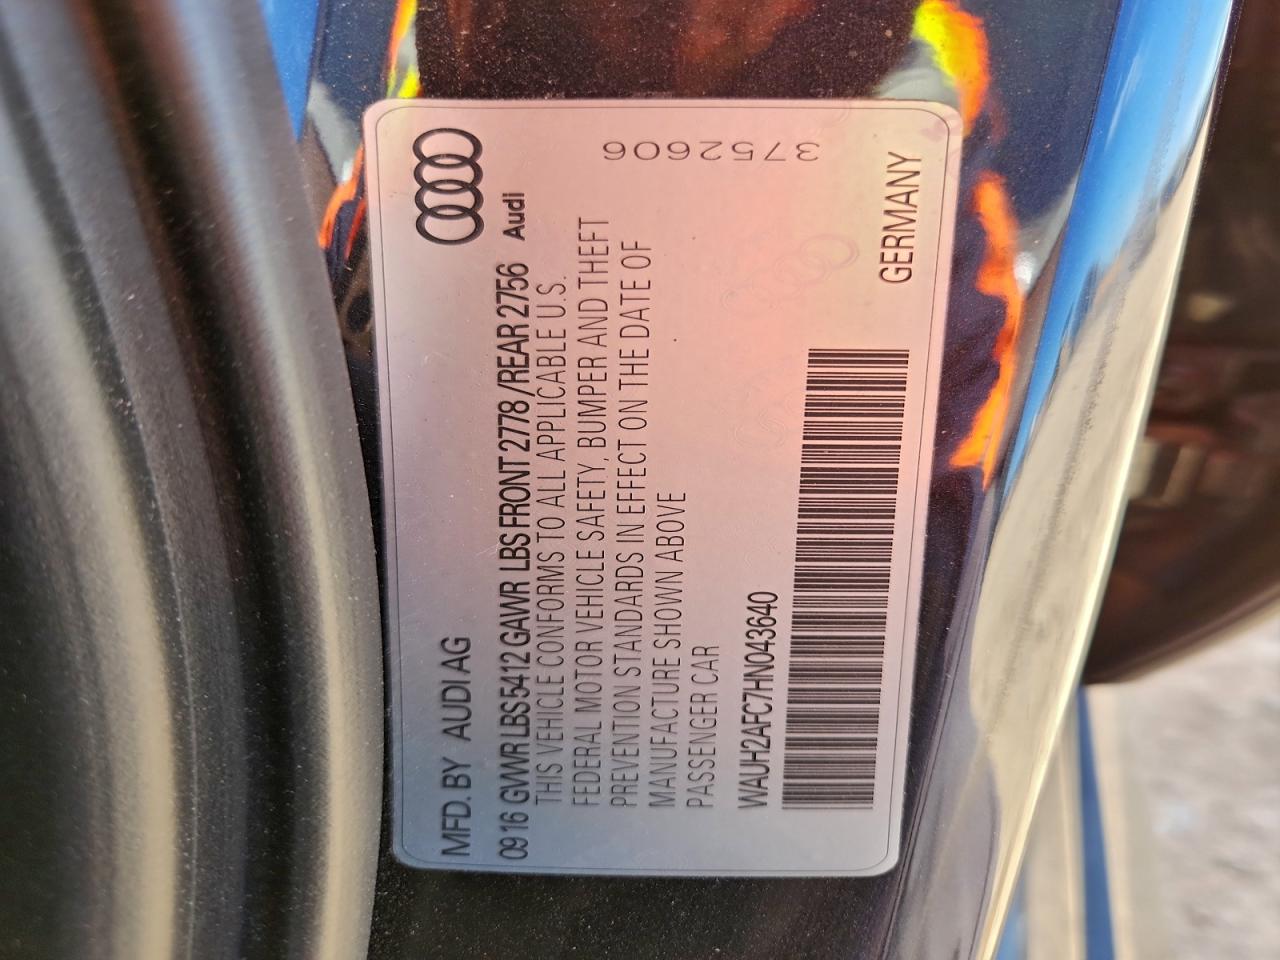 MFD. BY AUDI AG
09 16 GVWR LBS 5412 GAWR LBS FRONT 2778 / REAR 2756 Audi
THIS VEHICLE CONFORMS TO ALL APPLICABLE U.S.
FEDERAL MOTOR VEHICLE SAFETY, BUMPER AND THEFT
PREVENTION STANDARDS IN EFFECT ON THE DATE OF
MANUFACTURE SHOWN ABOVE
PASSENGER CAR
WAUH2AFC7HN043640
GERMANY
3752606